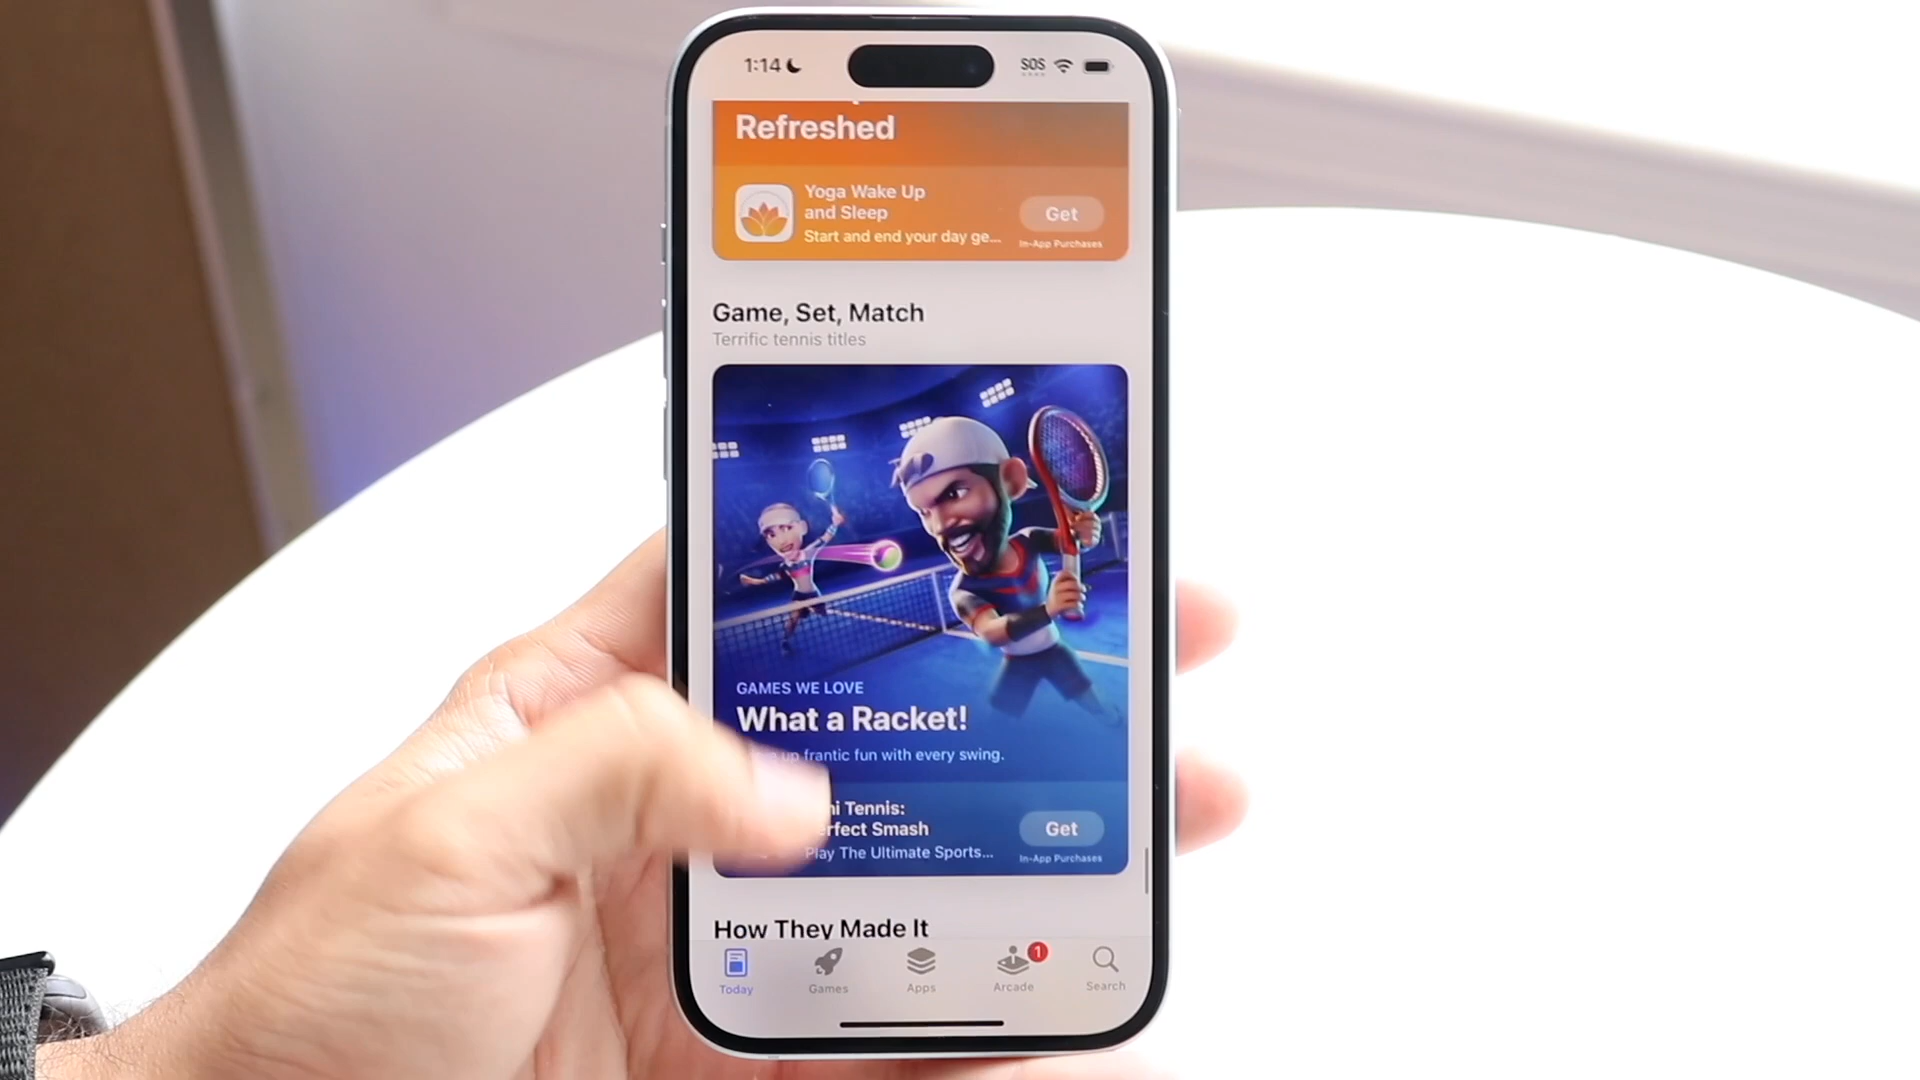 1:14
SOS
Refreshed
Yoga Wake Up
and Sleep
Start and end your day ge...
Get
In-App Purchases
Game, Set, Match
Terrific tennis titles
GAMES WE LOVE
What a Racket!
up frantic fun with every swing.
Tennis:
Smash
Play The Ultimate Sports...
Get
In-App Purchases
How They Made It
1
Today
Games
Apps
Arcade
Search